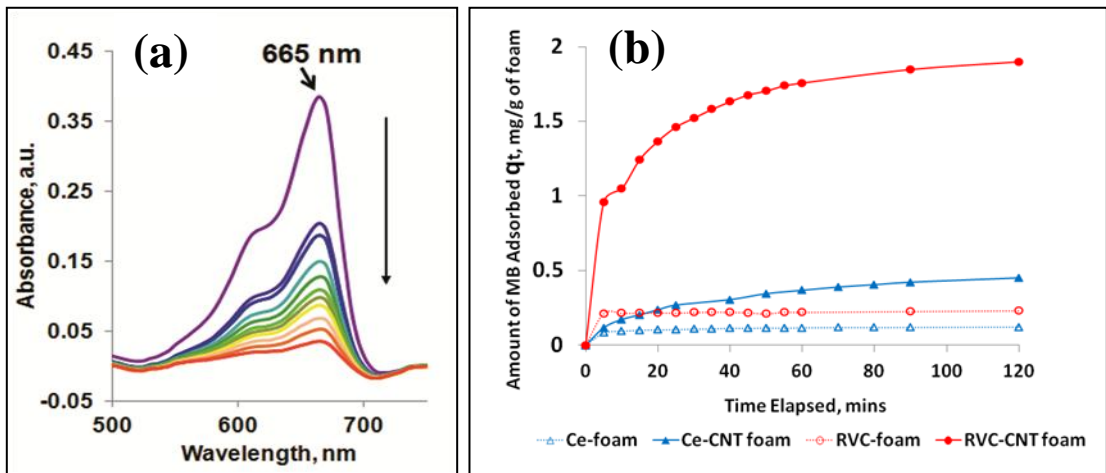 (a)
665 nm
0.45
0.35
0.25
0.15
0.05
-0.05
500
600
700
Absorbance, a.u.
Wavelength, nm
(b)
2
1.5
1
0.5
0
0
20
40
60
80
100
120
Amount of MB Adsorbed qt, mg/g of foam
Time Elapsed, mins
Ce-foam
Ce-CNT foam
RVC-foam
RVC-CNT foam